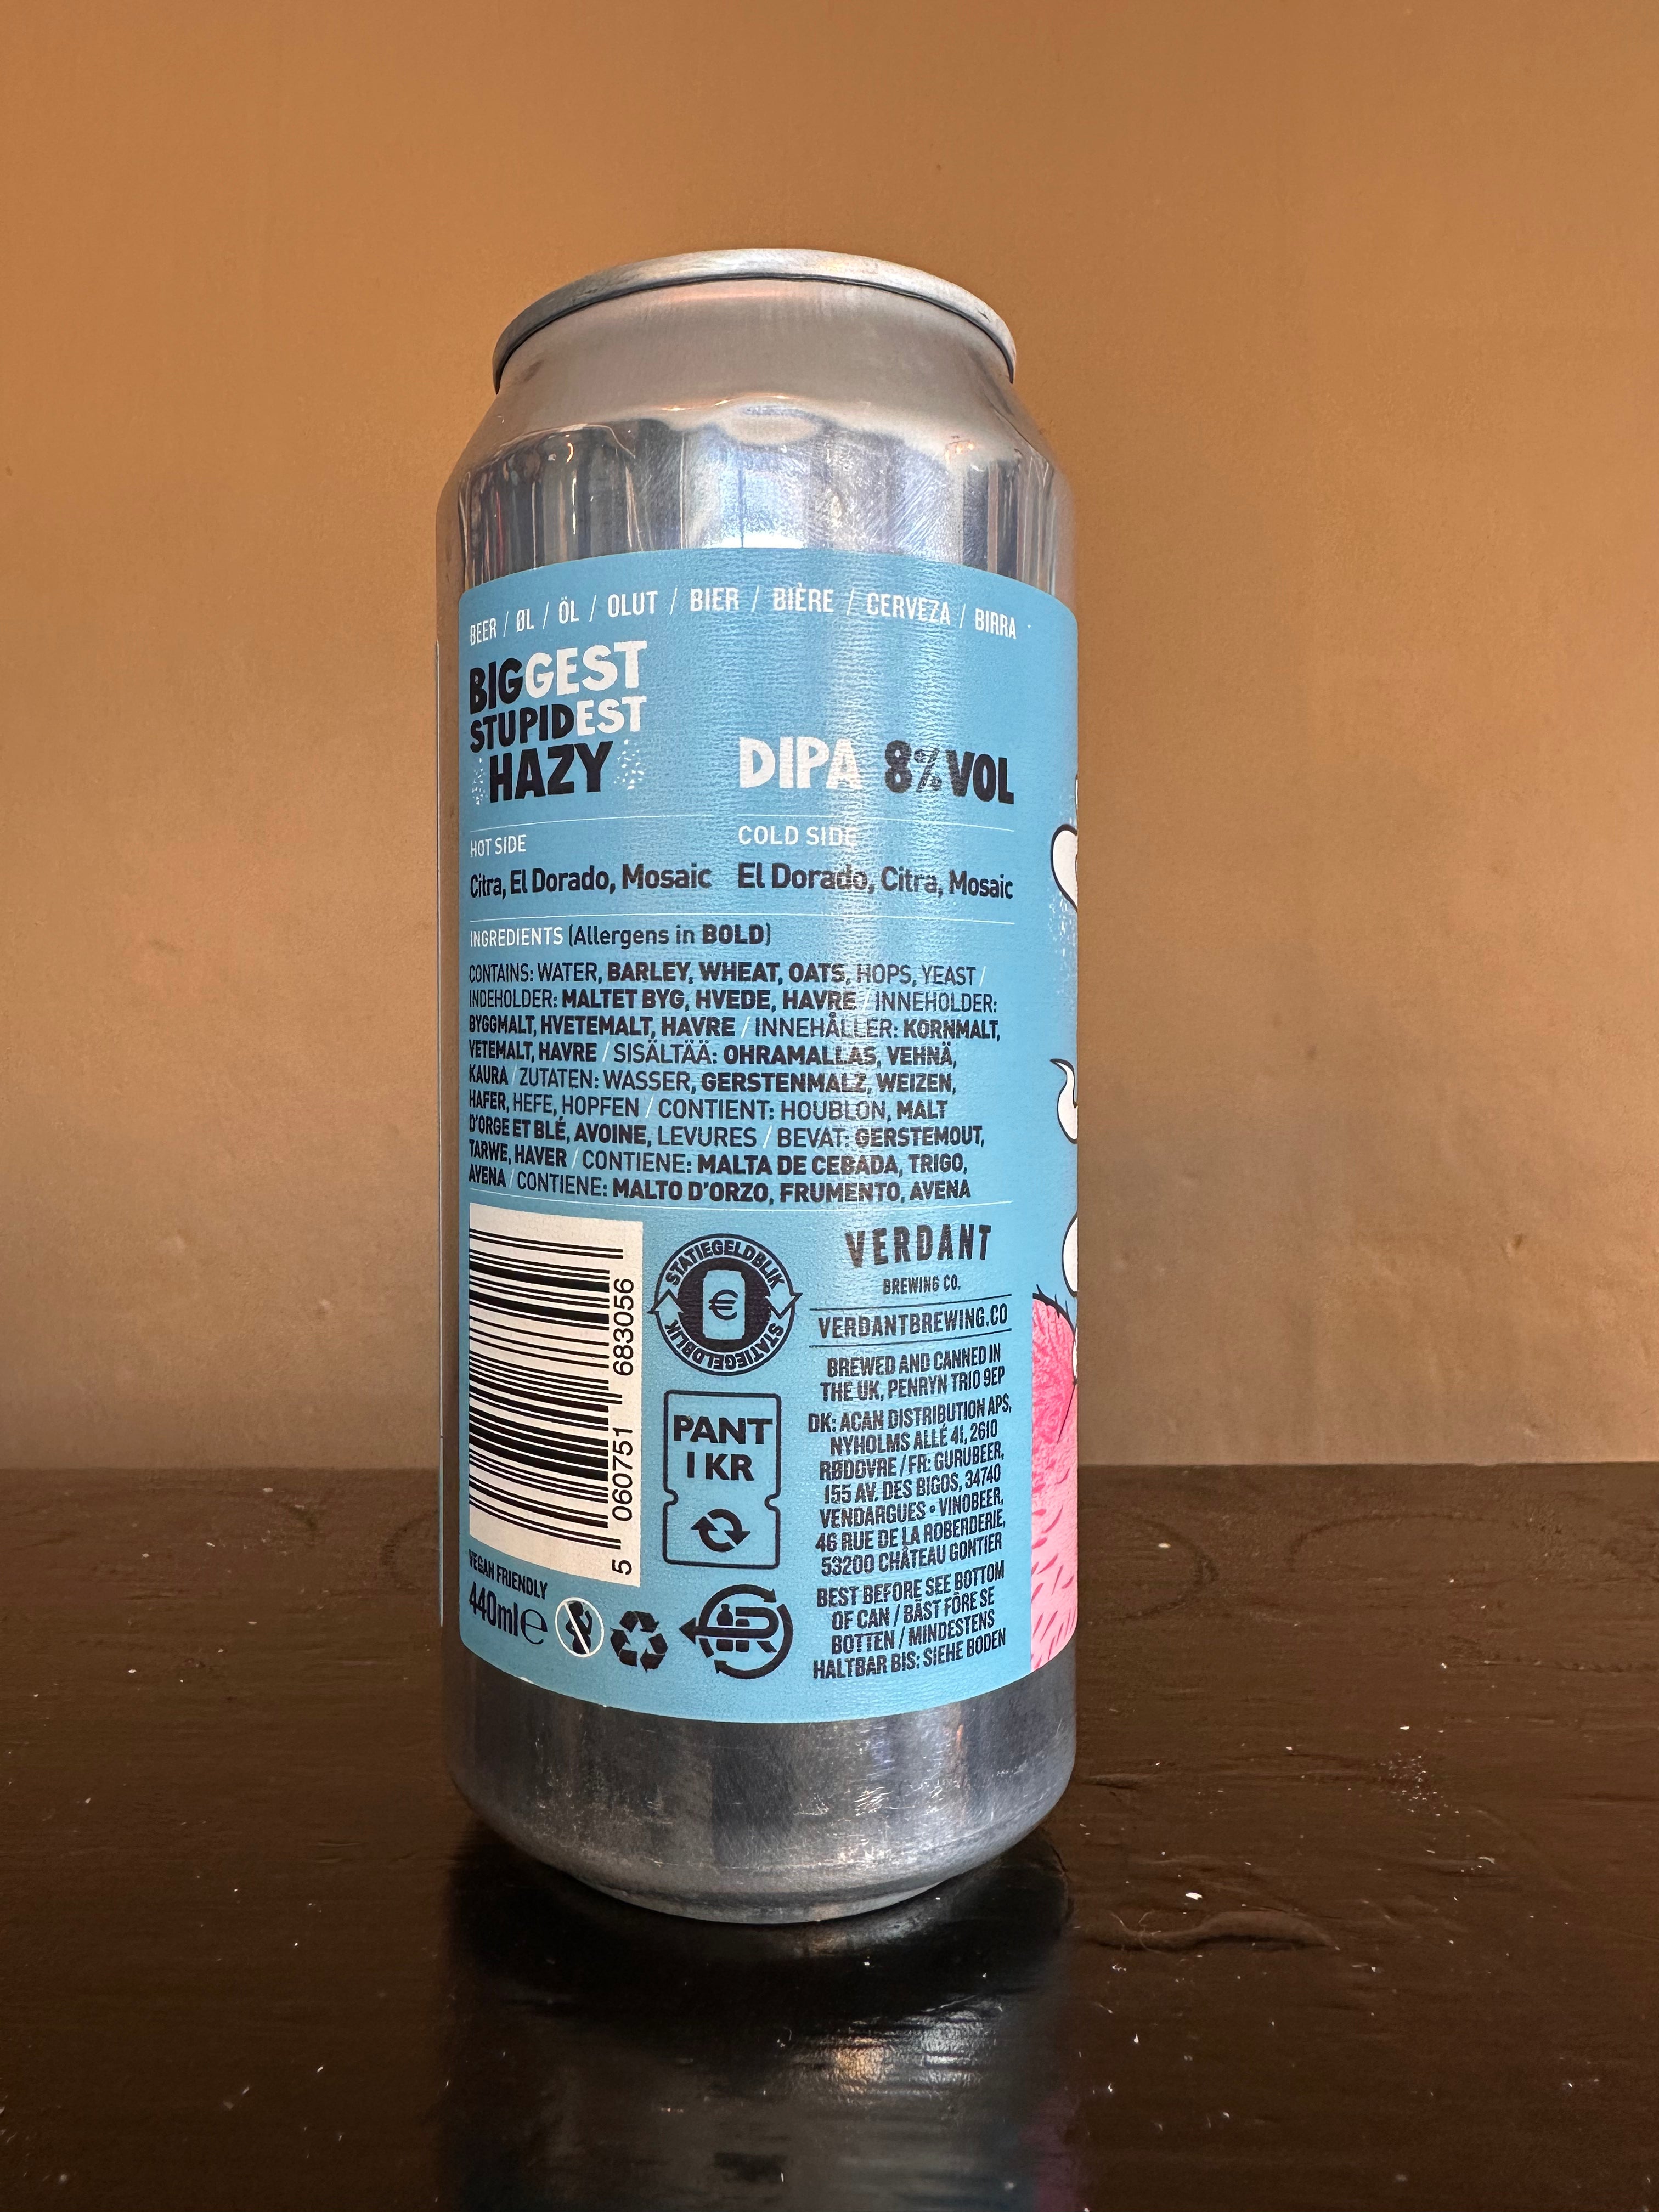 BEER / ØL / ÖL / OLUT / BIER / BIÈRE / CERVEZA / BIRRA
BIGGEST
STUPIDEST
HAZY
DIPA 8% VOL
HOT SIDE
Citra, El Dorado, Mosaic
COLD SIDE
El Dorado, Citra, Mosaic
INGREDIENTS (Allergens in BOLD)
CONTAINS: WATER, BARLEY, WHEAT, OATS, HOPS, YEAST /
INDEHOLDER: MALTET BYG, HVEDE, HAVRE / INNEHOLDER:
BYGGMALT, HVETEMALT, HAVRE / INNEHÅLLER: KORNMALT,
VETEMALT, HAVRE / SISÄLTÄÄ: OHRAMALLAS, VEHNÄ,
KAURA / ZUTATEN: WASSER, GERSTENMALZ, WEIZEN,
HAFER, HEFE, HOPFEN / CONTIENT: HOUBLON, MALT
D'ORGE ET BLÉ, AVOINE, LEVURES / BEVAT: GERSTEMOUT,
TARWE, HAVER / CONTIENE: MALTA DE CEBADA, TRIGO,
AVENA / CONTIENE: MALTO D'ORZO, FRUMENTO, AVENA
5 060751 683056
STATIEGELDBLIK
€
STATIEGELDBLIK
STATIEGELDBLIK
PANT
1 KR
VEGAN FRIENDLY
440ml e
VERDANT
BREWING CO.
VERDANTBREWING.CO
BREWED AND CANNED IN
THE UK, PENRYN TR10 9EP
DK: ACAN DISTRIBUTION APS,
NYHOLMS ALLÉ 41, 2610
RØDOVRE / FR: GURUBEER,
155 AV. DES BIGOS, 34740
VENDARGUES • VINOBEER,
46 RUE DE LA ROBERDERIE,
53200 CHÂTEAU GONTIER
BEST BEFORE SEE BOTTOM
OF CAN / BÄST FÖRE SE
BOTTEN / MINDESTENS
HALTBAR BIS: SIEHE BODEN